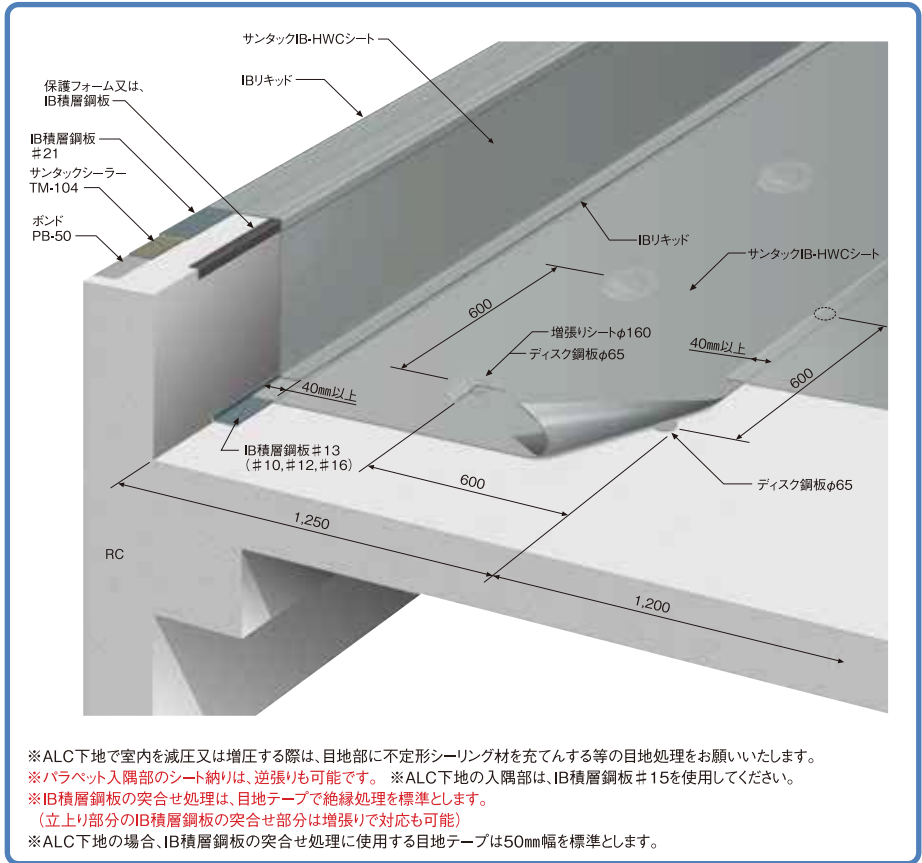 サンタックIB-HWCシート
IBリキッド
保護フォーム又は、
IB積層鋼板
IB積層鋼板
＃21
サンタックシーラー
TM-104
ボンド
PB-50
IBリキッド
サンタックIB-HWCシート
600
増張りシートφ160
ディスク鋼板φ65
40㎜以上
600
40㎜以上
IB積層鋼板＃13
（＃10,＃12,＃16）
600
ディスク鋼板φ65
1,250
RC
1,200
※ALC下地で室内を減圧又は増圧する際は、目地部に不定形シーリング材を充てんする等の目地処理をお願いいたします。
※パラペット入隅部のシート納りは、逆張りも可能です。 ※ALC下地の入隅部は、IB積層鋼板＃15を使用してください。
※IB積層鋼板の突合せ処理は、目地テープで絶縁処理を標準とします。
（立上り部分のIB積層鋼板の突合せ部分は増張りで対応も可能）
※ALC下地の場合、IB積層鋼板の突合せ処理に使用する目地テープは50㎜幅を標準とします。